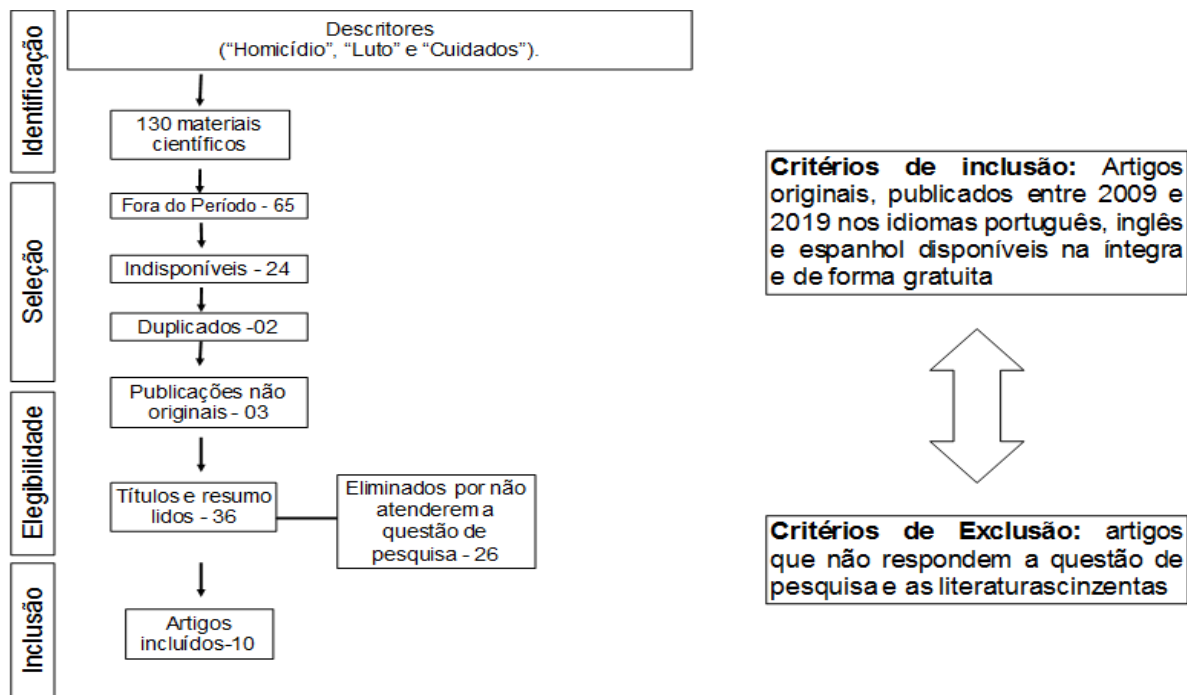 Identificação
Descritores
(“Homicídio”, “Luto” e “Cuidados”).
130 materiais
científicos
Seleção
Fora do Período - 65
Indisponíveis - 24
Duplicados -02
Elegibilidade
Publicações não
originais - 03
Títulos e resumo
lidos - 36
Eliminados por não
atenderem a
questão de
pesquisa - 26
Inclusão
Artigos
incluídos-10
Critérios de inclusão: Artigos
originais, publicados entre 2009 e
2019 nos idiomas português, inglês
e espanhol disponíveis na íntegra
e de forma gratuita
Critérios de Exclusão: artigos
que não respondem a questão de
pesquisa e as literaturascinzentas